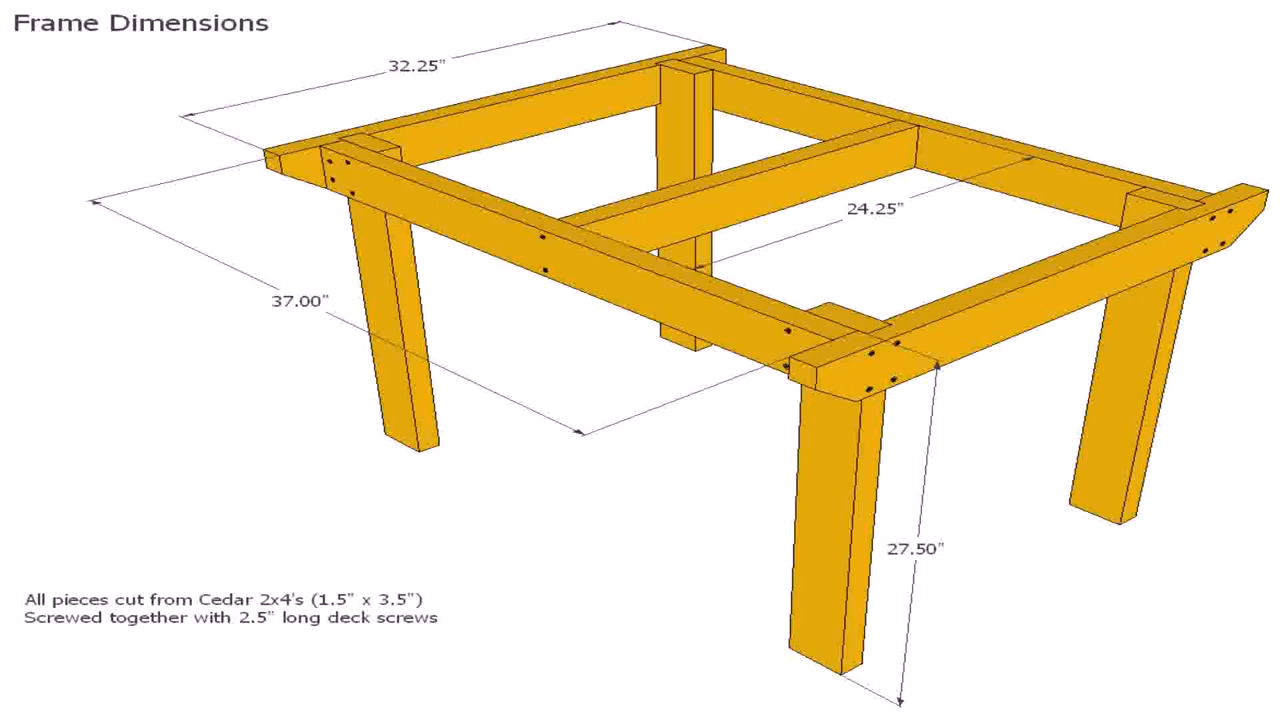 Frame Dimensions
32.25"
24.25"
37.00"
27.50"
All pieces cut from Cedar 2x4's (1.5" x 3.5")
Screwed together with 2.5" long deck screws